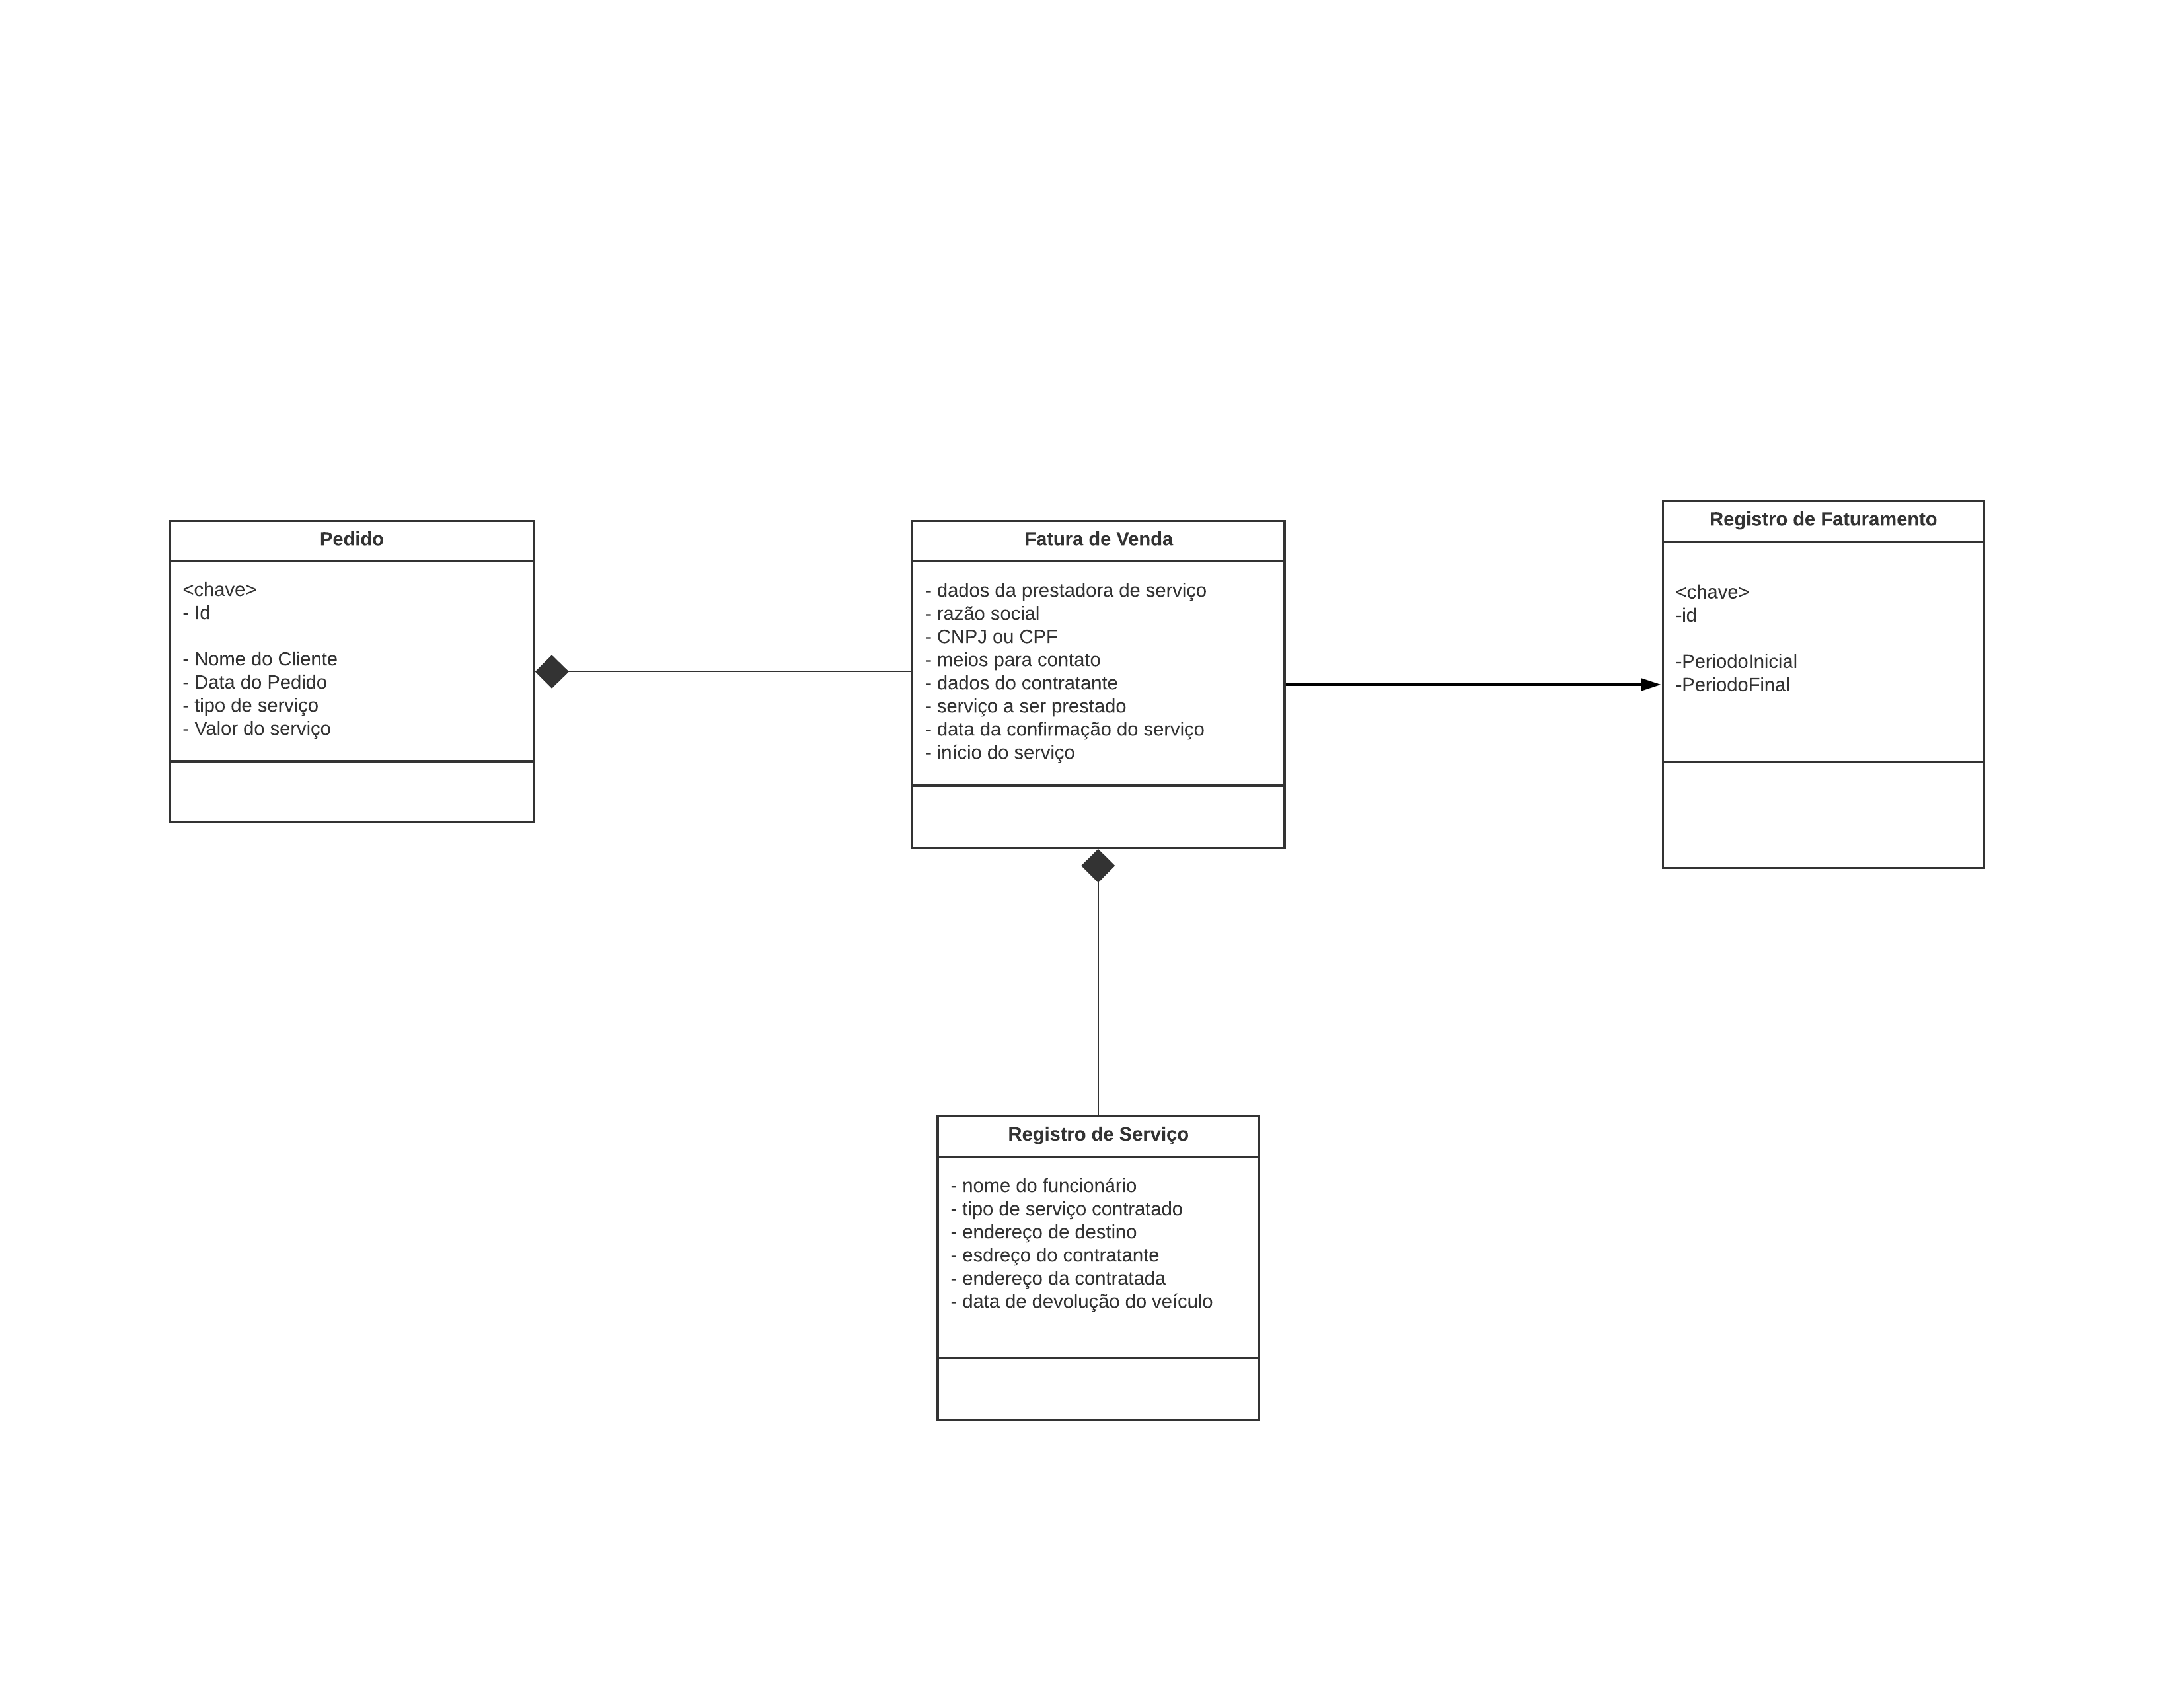 Pedido
<chave>
- Id
- Nome do Cliente
- Data do Pedido
- tipo de serviço
- Valor do serviço
Fatura de Venda
- dados da prestadora de serviço
- razão social
- CNPJ ou CPF
- meios para contato
- dados do contratante
- serviço a ser prestado
- data da confirmação do serviço
- início do serviço
Registro de Faturamento
<chave>
-id
-PeriodoInicial
-PeriodoFinal
Registro de Serviço
- nome do funcionário
- tipo de serviço contratado
- endereço de destino
- esdreço do contratante
- endereço da contratada
- data de devolução do veículo